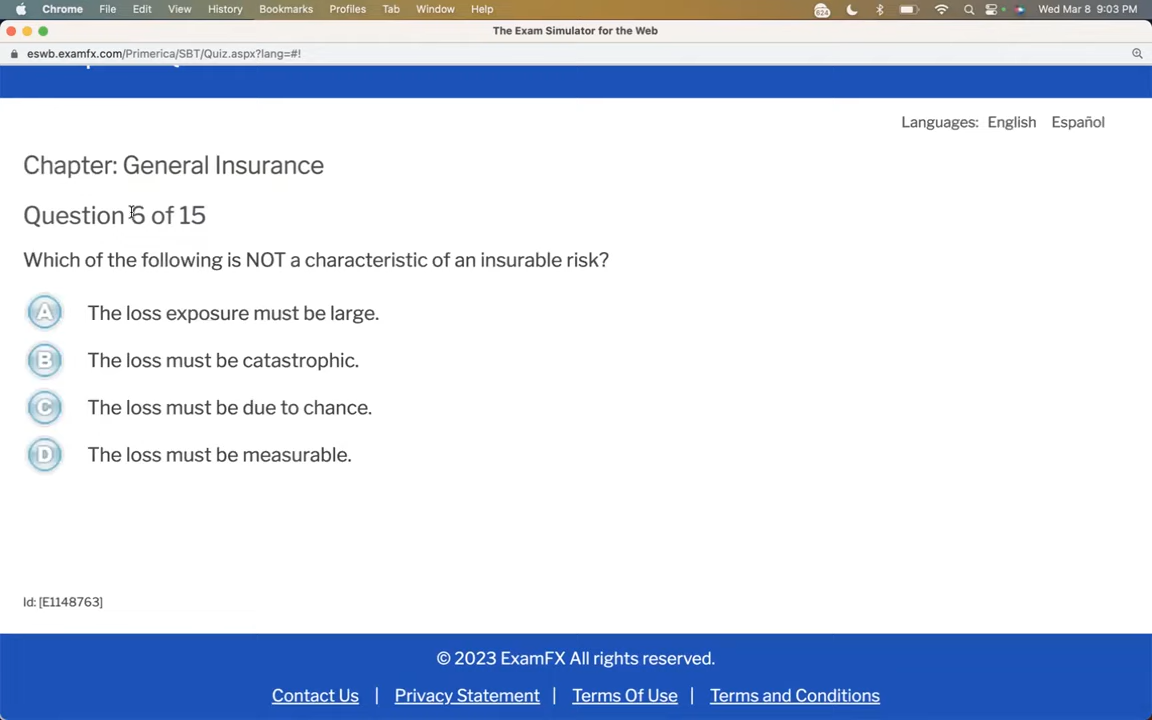 Chrome File Edit View History Bookmarks Profiles Tab Window Help Wed Mar 8 9:03 PM
The Exam Simulator for the Web
eswb.examfx.com/Primerica/SBT/Quiz.aspx?lang=#!
Languages: English Español
Chapter: General Insurance
Question 6 of 15
Which of the following is NOT a characteristic of an insurable risk?
A The loss exposure must be large.
B The loss must be catastrophic.
C The loss must be due to chance.
D The loss must be measurable.
Id: [E1148763]
© 2023 ExamFX All rights reserved.
Contact Us | Privacy Statement | Terms Of Use | Terms and Conditions